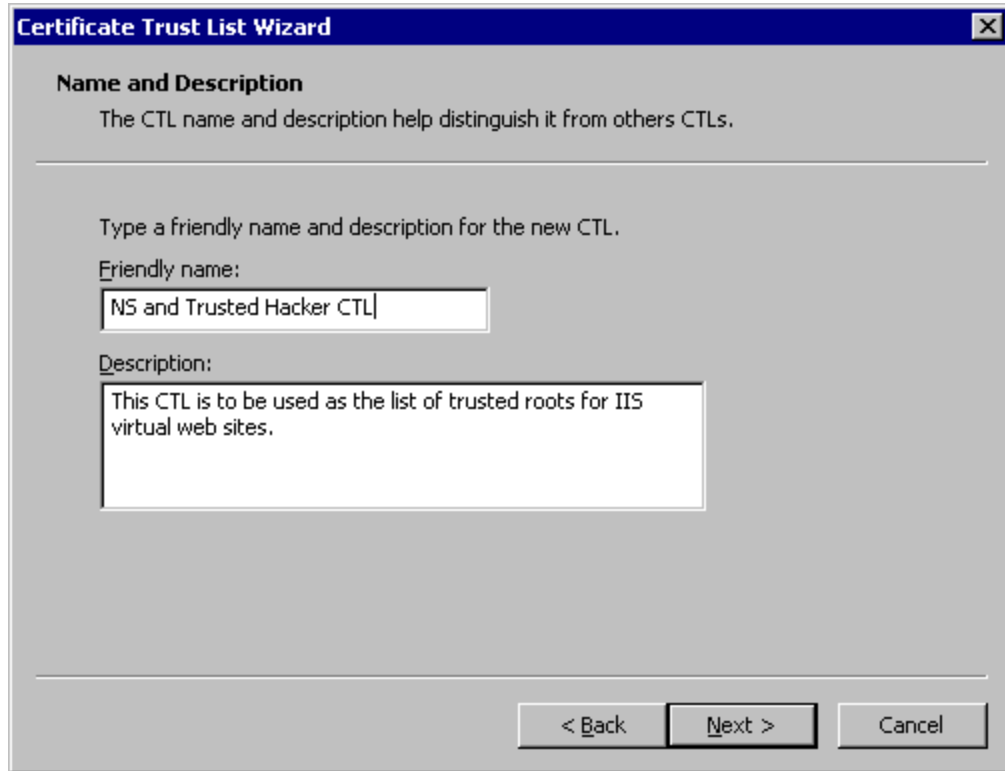 Certificate Trust List Wizard
Name and Description
The CTL name and description help distinguish it from others CTLs.
Type a friendly name and description for the new CTL.
Friendly name:
NS and Trusted Hacker CTL
Description:
This CTL is to be used as the list of trusted roots for IIS
virtual web sites.
< Back Next > Cancel